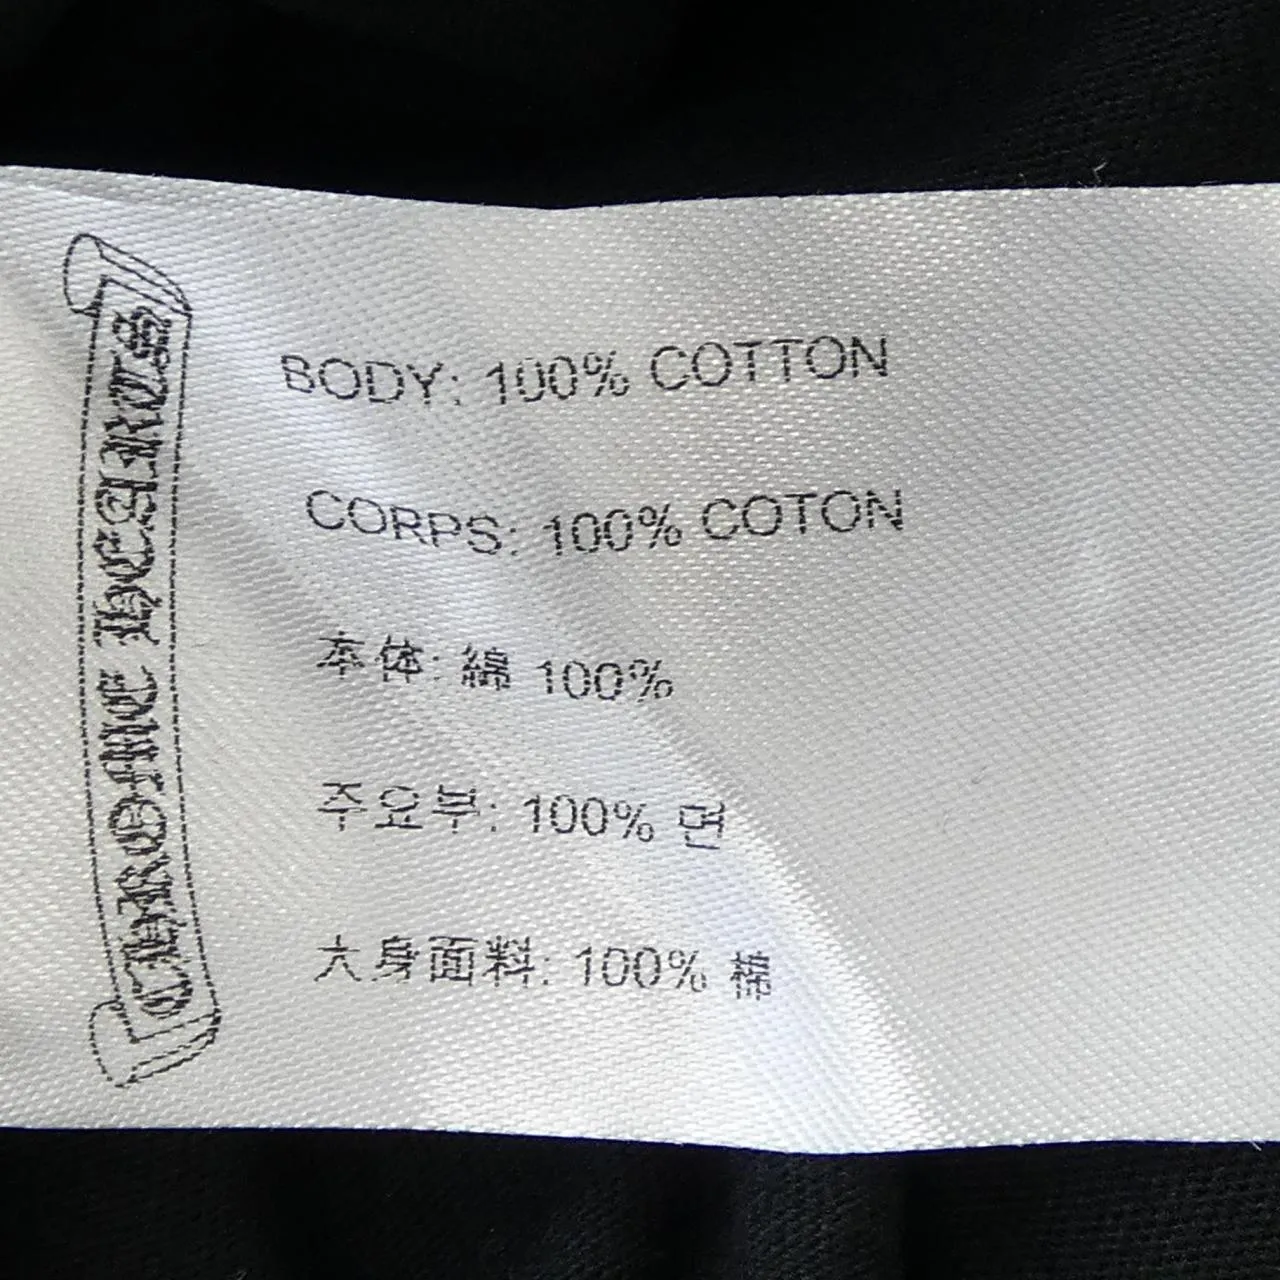 CHROME HEARTS
BODY: 100% COTTON
CORPS: 100% COTON
本体: 綿 100%
주요부: 100% 면
大身面料: 100% 棉